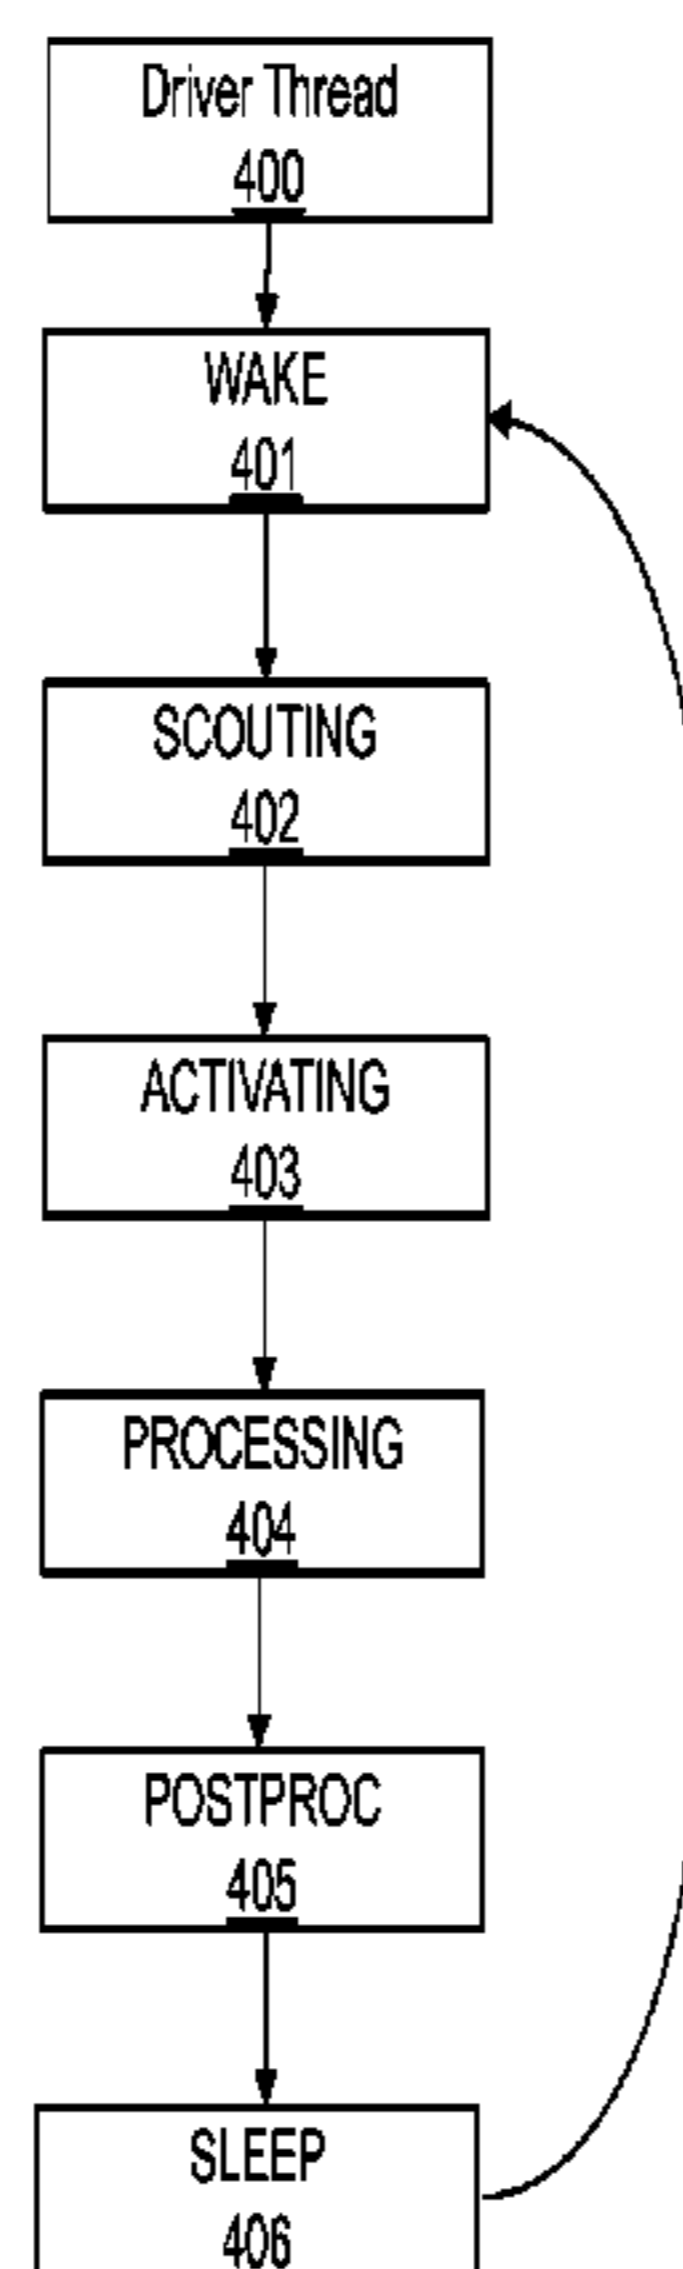 Driver Thread
400
WAKE
401
SCOUTING
402
ACTIVATING
403
PROCESSING
404
POSTPROC
405
SLEEP
406